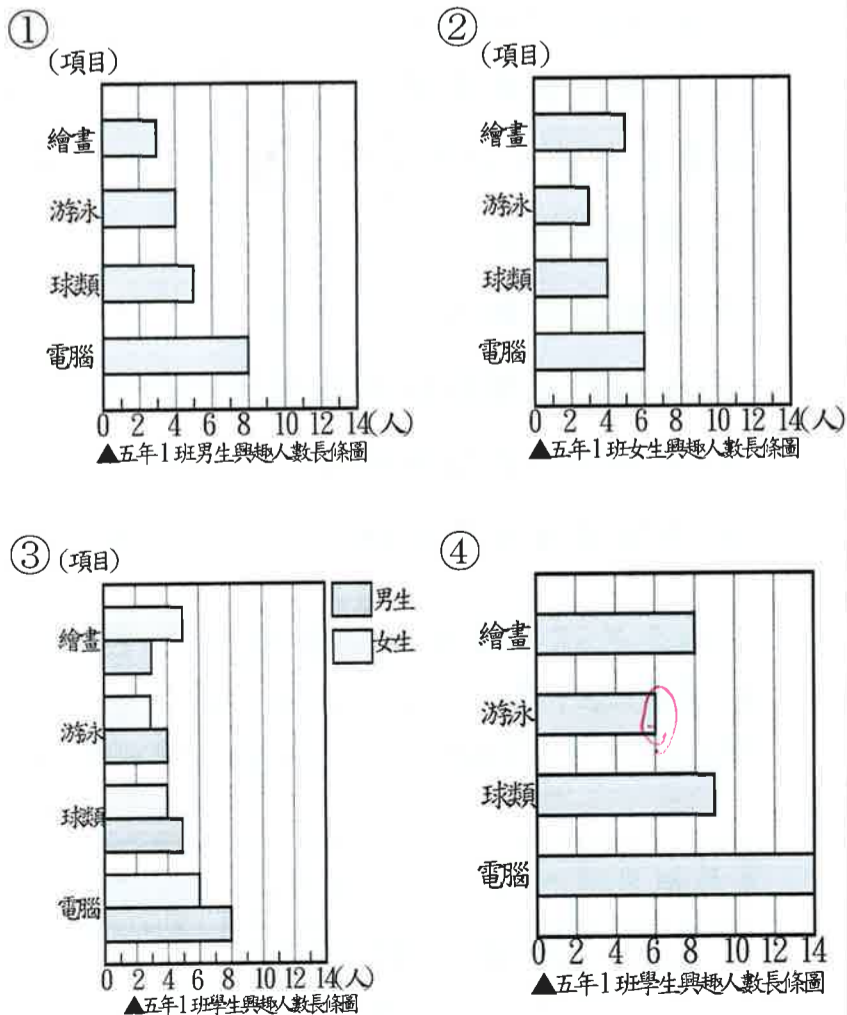 ①
(項目)
繪畫
游泳
球類
電腦
0 2 4 6 8 10 12 14(人)
▲五年1班男生興趣人數長條圖
②
(項目)
繪畫
游泳
球類
電腦
0 2 4 6 8 10 12 14(人)
▲五年1班女生興趣人數長條圖
③
(項目)
男生
女生
繪畫
游泳
球類
電腦
0 2 4 6 8 10 12 14(人)
▲五年1班學生興趣人數長條圖
④
繪畫
游泳
球類
電腦
0 2 4 6 8 10 12 14
▲五年1班學生興趣人數長條圖